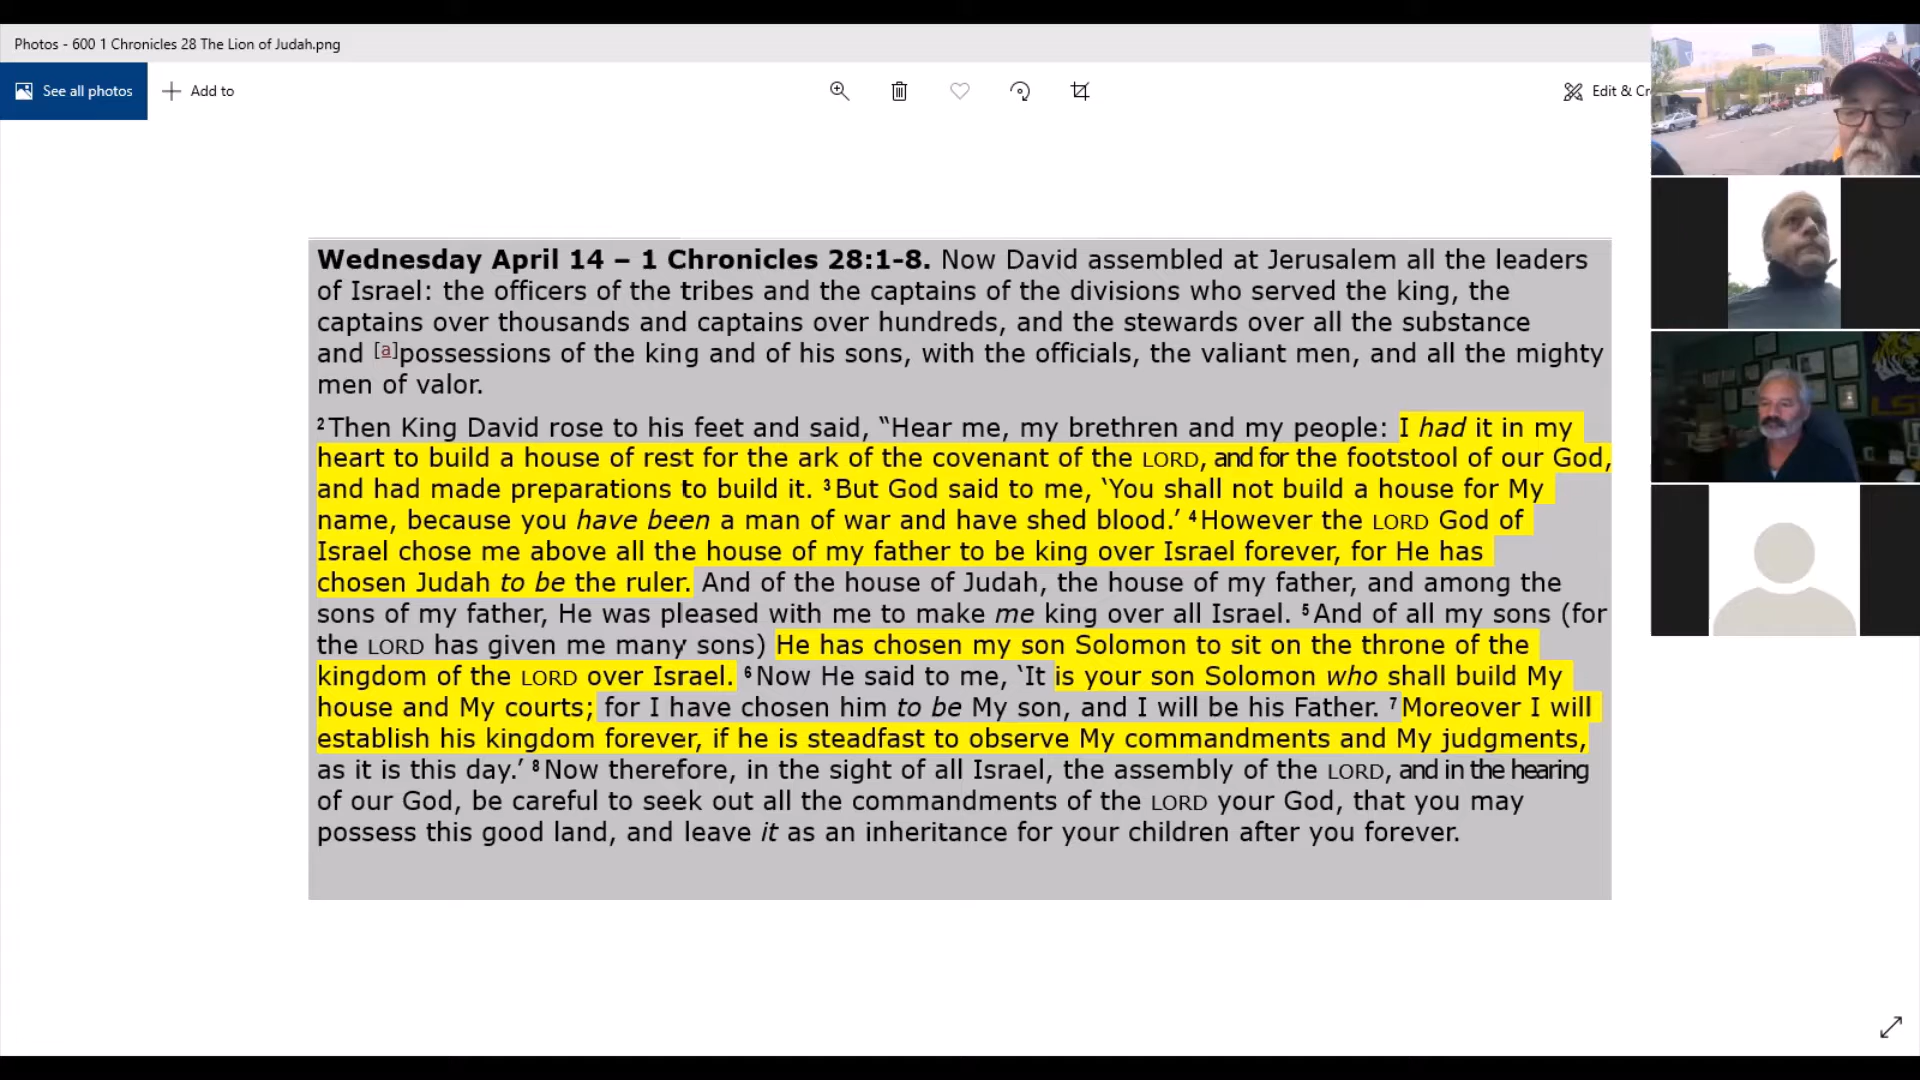 Photos - 600 1 Chronicles 28 The Lion of Judah.png
See all photos
Add to
Edit & Cr
Wednesday April 14 – 1 Chronicles 28:1-8. Now David assembled at Jerusalem all the leaders
of Israel: the officers of the tribes and the captains of the divisions who served the king, the
captains over thousands and captains over hundreds, and the stewards over all the substance
and [a]possessions of the king and of his sons, with the officials, the valiant men, and all the mighty
men of valor.
2 Then King David rose to his feet and said, “Hear me, my brethren and my people: I had it in my
heart to build a house of rest for the ark of the covenant of the LORD, and for the footstool of our God,
and had made preparations to build it. 3 But God said to me, ‘You shall not build a house for My
name, because you have been a man of war and have shed blood.’ 4 However the LORD God of
Israel chose me above all the house of my father to be king over Israel forever, for He has
chosen Judah to be the ruler. And of the house of Judah, the house of my father, and among the
sons of my father, He was pleased with me to make me king over all Israel. 5 And of all my sons (for
the LORD has given me many sons) He has chosen my son Solomon to sit on the throne of the
kingdom of the LORD over Israel. 6 Now He said to me, ‘It is your son Solomon who shall build My
house and My courts; for I have chosen him to be My son, and I will be his Father. 7 Moreover I will
establish his kingdom forever, if he is steadfast to observe My commandments and My judgments,
as it is this day.’ 8 Now therefore, in the sight of all Israel, the assembly of the LORD, and in the hearing
of our God, be careful to seek out all the commandments of the LORD your God, that you may
possess this good land, and leave it as an inheritance for your children after you forever.